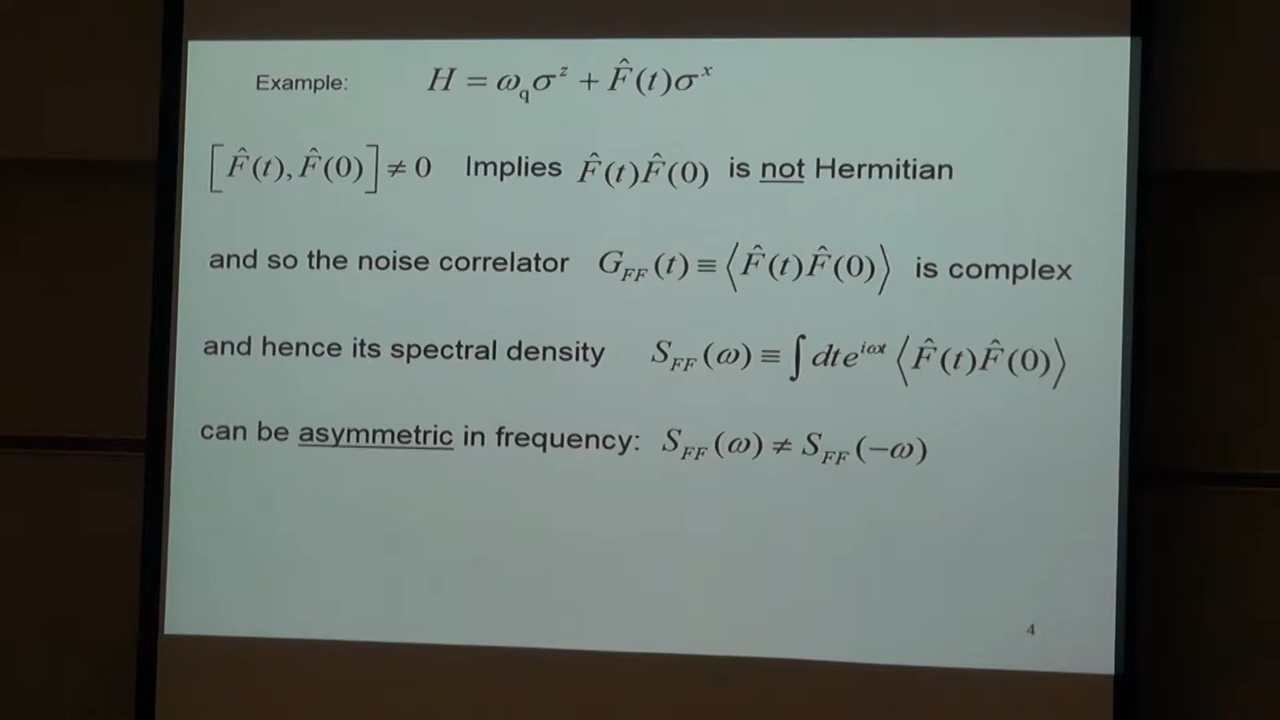 Example: H = ω_q σ^z + F̂(t)σ^x
[F̂(t), F̂(0)] ≠ 0 Implies F̂(t)F̂(0) is not Hermitian
and so the noise correlator G_FF(t) ≡ ⟨F̂(t)F̂(0)⟩ is complex
and hence its spectral density S_FF(ω) ≡ ∫ dte^{iωt} ⟨F̂(t)F̂(0)⟩
can be asymmetric in frequency: S_FF(ω) ≠ S_FF(−ω)
4